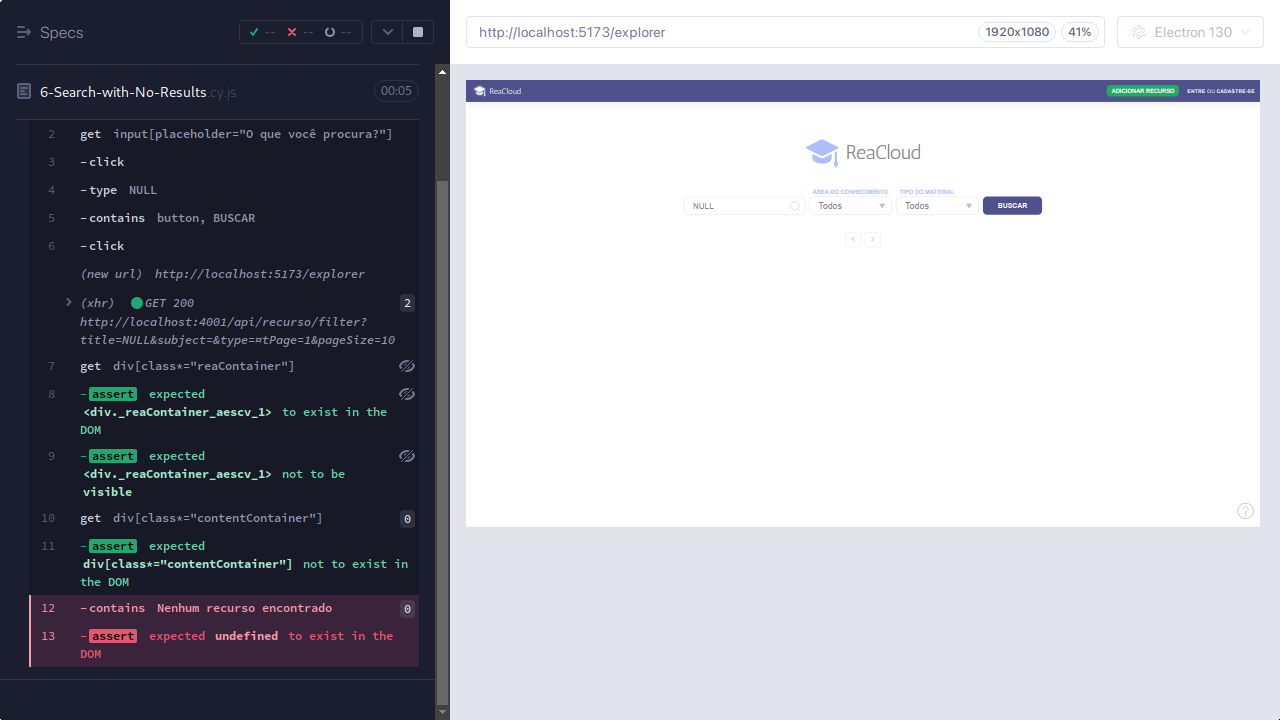 Specs
-- -- --
6-Search-with-No-Results cy.js
00:05
2 get input[placeholder="O que você procura?"]
3 -click
4 -type NULL
5 -contains button, BUSCAR
6 -click
(new url) http://localhost:5173/explorer
(xhr) GET 200
2
http://localhost:4001/api/recurso/filter?
title=NULL&subject=&type=¤tPage=1&pageSize=10
7 get div[class*="reaContainer"]
8 -assert expected
<div._reaContainer_aescv_1> to exist in the
DOM
9 -assert expected
<div._reaContainer_aescv_1> not to be
visible
10 get div[class*="contentContainer"] 0
11 -assert expected
div[class*="contentContainer"] not to exist in
the DOM
12 -contains Nenhum recurso encontrado 0
13 -assert expected undefined to exist in the
DOM
http://localhost:5173/explorer
1920x1080
41%
Electron 130
ReaCloud
ADICIONAR RECURSO
ENTRE OU CADASTRE-SE
ReaCloud
ÁREA DO CONHECIMENTO TIPO DO MATERIAL
NULL Todos Todos BUSCAR
< >
?